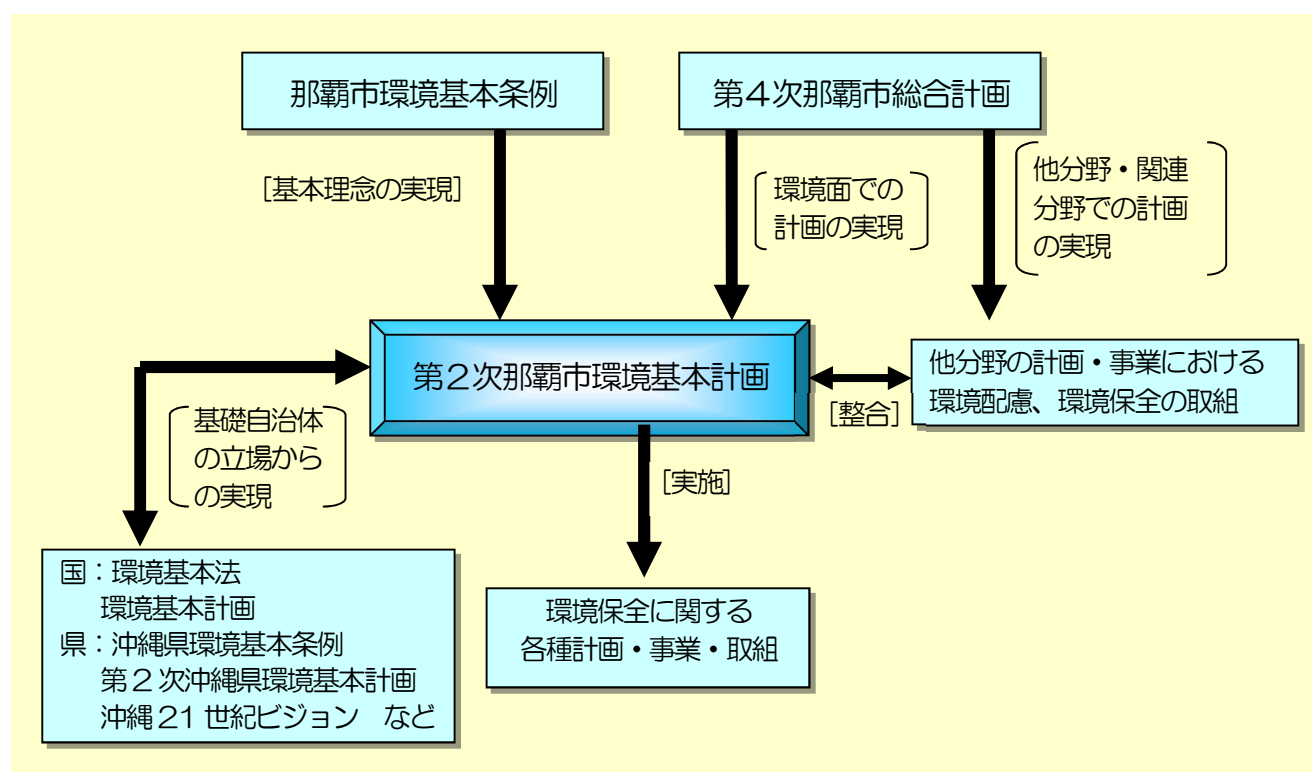 那覇市環境基本条例
第4次那覇市総合計画
[基本理念の実現]
環境面での
計画の実現
他分野・関連
分野での計画
の実現
第2次那覇市環境基本計画
他分野の計画・事業における
環境配慮、環境保全の取組
[整合]
基礎自治体
の立場から
の実現
[実施]
国:環境基本法
環境基本計画
県:沖縄県環境基本条例
第2次沖縄県環境基本計画
沖縄21世紀ビジョン など
環境保全に関する
各種計画・事業・取組